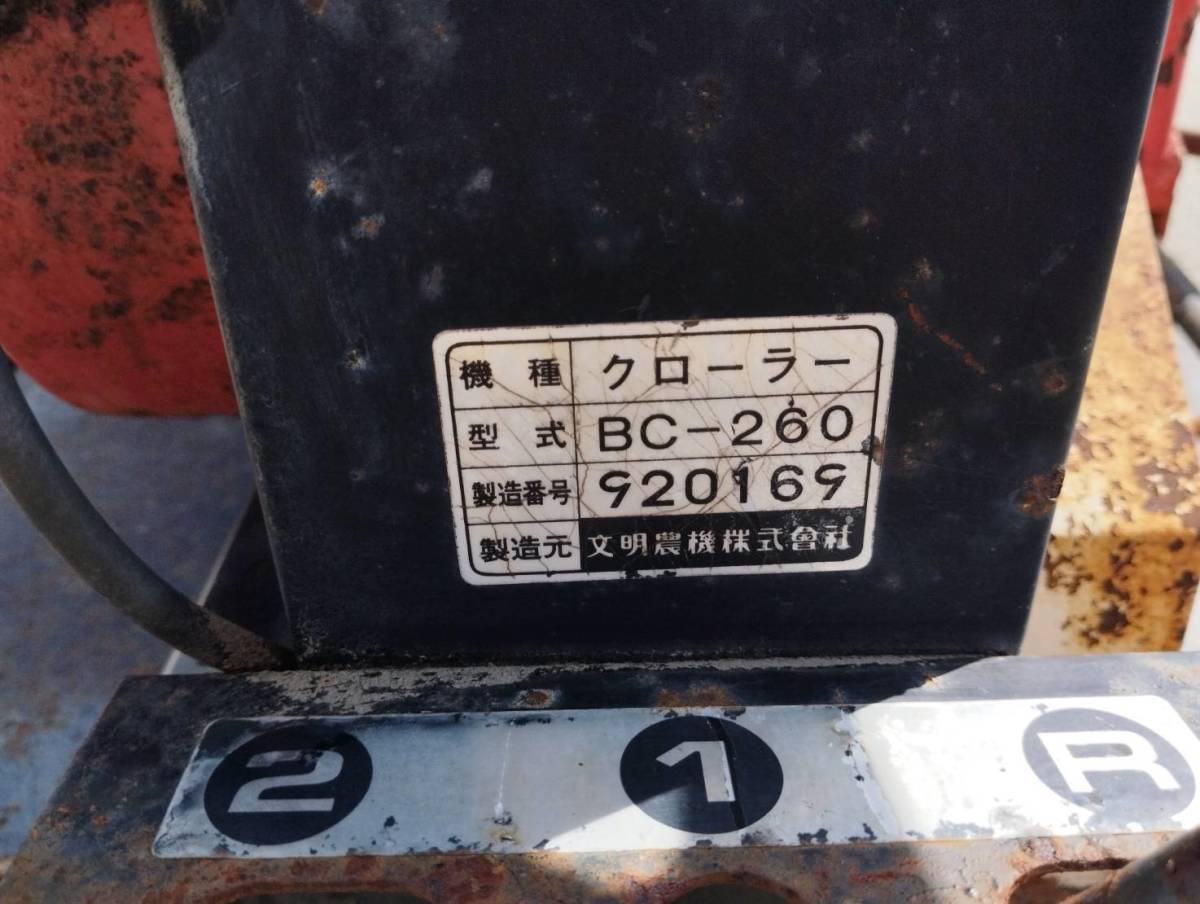 機種 クローラー
型式 BC-260
製造番号 920169
製造元 文明農機株式會社
2 1 R